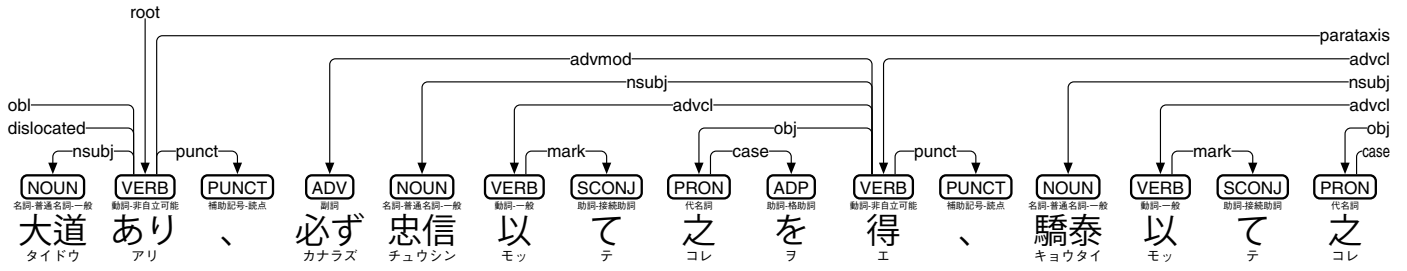 root
parataxis
advmod advcl
nsubj nsubj
obl advcl advcl
dislocated obj obj
nsubj punct mark case punct mark case
NOUN VERB PUNCT ADV NOUN VERB SCONJ PRON ADP VERB PUNCT NOUN VERB SCONJ PRON
名詞-普通名詞-一般 動詞-非自立可能 補助記号-読点 副詞 名詞-普通名詞-一般 動詞-一般 助詞-接続助詞 代名詞 助詞-格助詞 動詞-非自立可能 補助記号-読点 名詞-普通名詞-一般 動詞-一般 助詞-接続助詞 代名詞
大道 あり 、 必ず 忠信 以 て 之 を 得 、 驕泰 以 て 之
タイドウ アリ カナラズ チュウシン モッ テ コレ ヲ エ キョウタイ モッ テ コレ